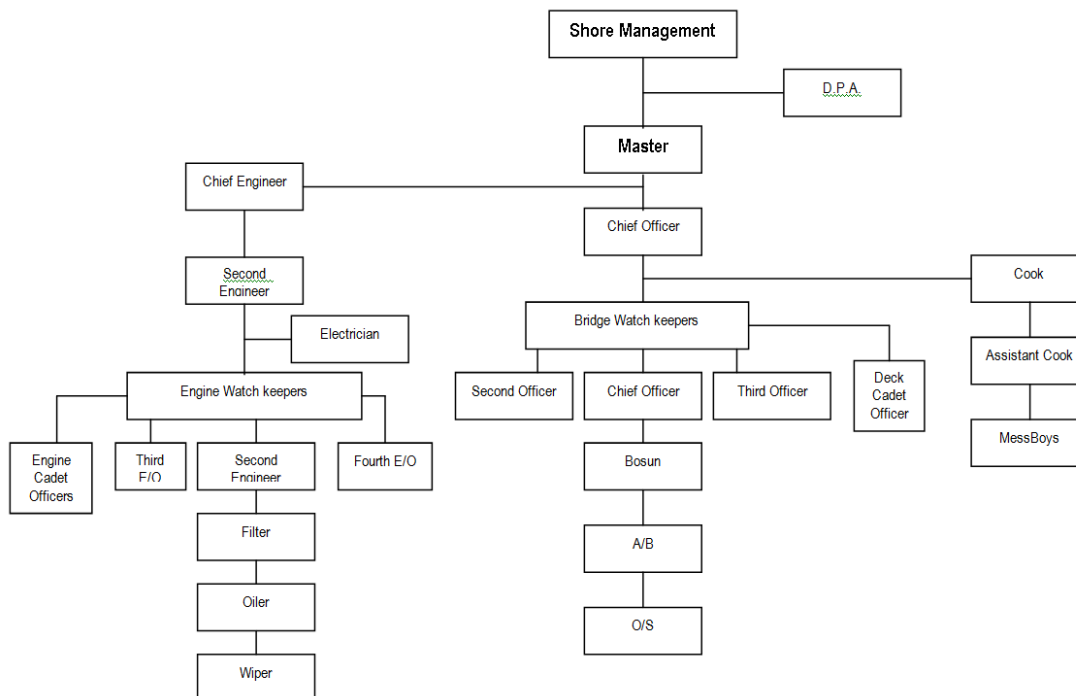 Shore Management
D.P.A.
Master
Chief Engineer
Chief Officer
Second
Engineer
Cook
Electrician
Bridge Watch keepers
Assistant Cook
Engine Watch keepers
Second Officer
Chief Officer
Third Officer
Deck
Cadet
Officer
MessBoys
Engine
Cadet
Officers
Third
E/O
Second
Engineer
Fourth E/O
Bosun
Filter
A/B
Oiler
O/S
Wiper